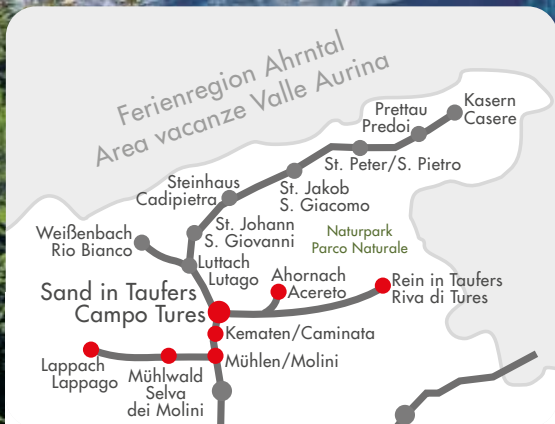 Ferienregion Ahrntal
Area vacanze Valle Aurina
Kasern
Casere
Prettau
Predoi
St. Peter/S. Pietro
Steinhaus
Cadipietra
St. Jakob
S. Giacomo
St. Johann
S. Giovanni
Weißenbach
Rio Bianco
Naturpark
Parco Naturale
Luttach
Lutago
Ahornach
Acereto
Rein in Taufers
Riva di Tures
Sand in Taufers
Campo Tures
Kematen/Caminata
Mühlen/Molini
Lappach
Lappago
Mühlwald
Selva
dei Molini